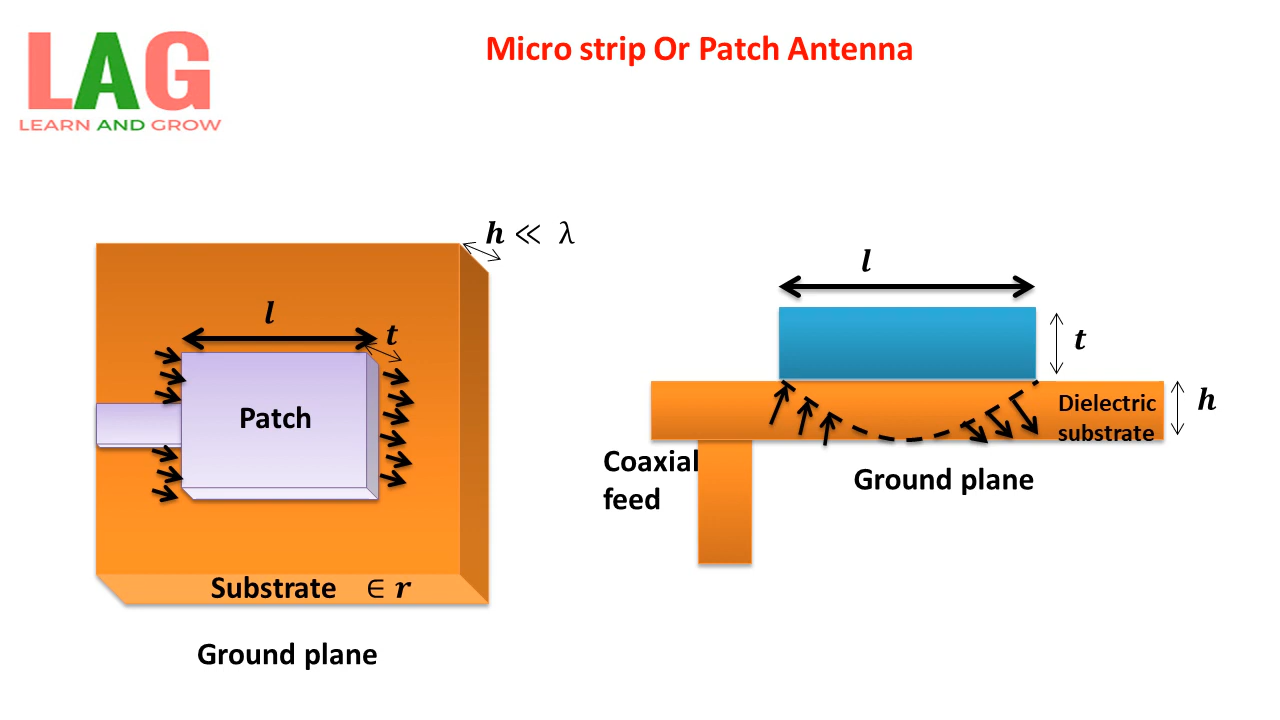 LAG
LEARN AND GROW
Micro strip Or Patch Antenna
h ≪ λ
l
t
Patch
Substrate ∈ r
Ground plane
l
t
h
Dielectric
substrate
Coaxial
feed
Ground plane